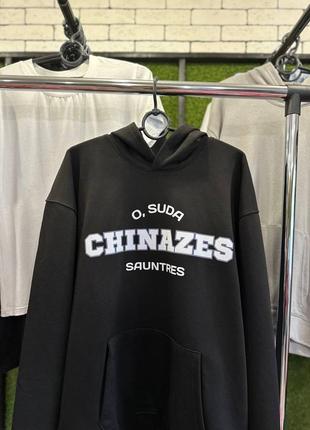 O, SUDA
CHINAZES
SAUNTRES